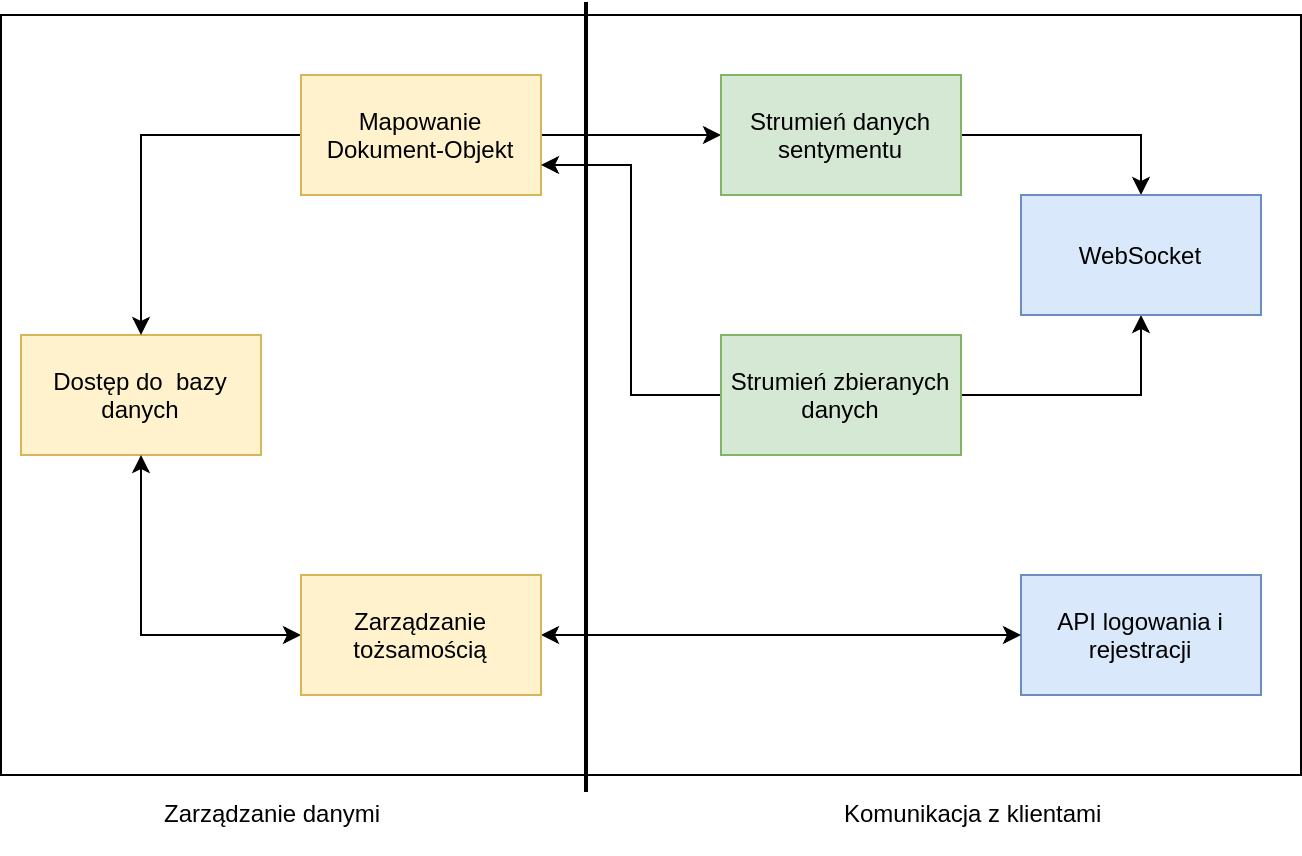 Mapowanie
Dokument-Objekt
Strumień danych
sentymentu
WebSocket
Dostęp do  bazy
danych
Strumień zbieranych
danych
Zarządzanie
tożsamością
API logowania i
rejestracji
Zarządzanie danymi
Komunikacja z klientami